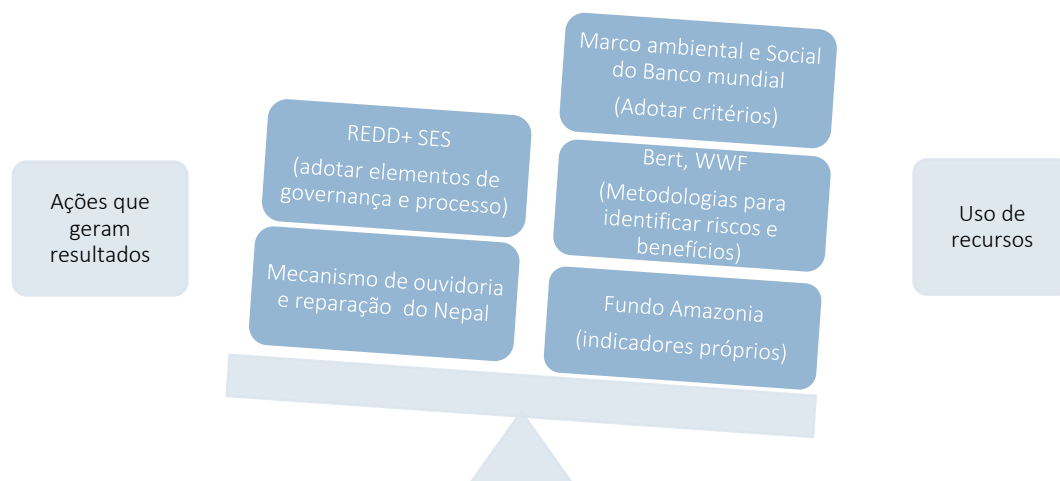 Ações que
geram
resultados
REDD+ SES
(adotar elementos de
governança e processo)
Mecanismo de ouvidoria
e reparação do Nepal
Marco ambiental e Social
do Banco mundial
(Adotar critérios)
Bert, WWF
(Metodologias para
identificar riscos e
benefícios)
Fundo Amazonia
(indicadores próprios)
Uso de
recursos